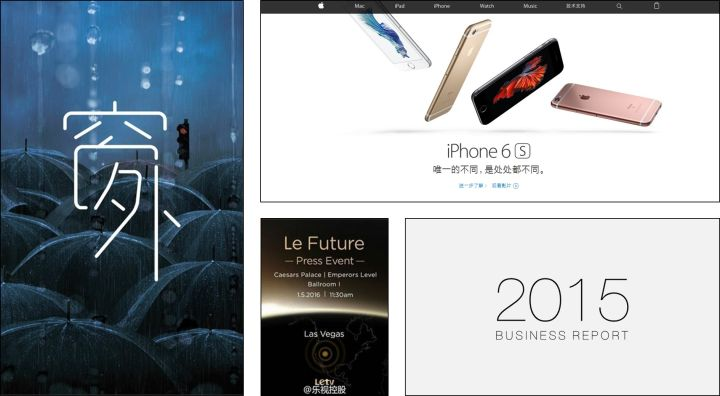 窗外
Mac iPad iPhone Watch Music 技术支持
iPhone 6s
唯一的不同,是处处都不同。
进一步了解 观看影片
Le Future
— Press Event —
Caesars Palace | Emperors Level
Ballroom I
1.5.2016 | 11:30am
Las Vegas
Letv
@乐视控股
2015
BUSINESS REPORT